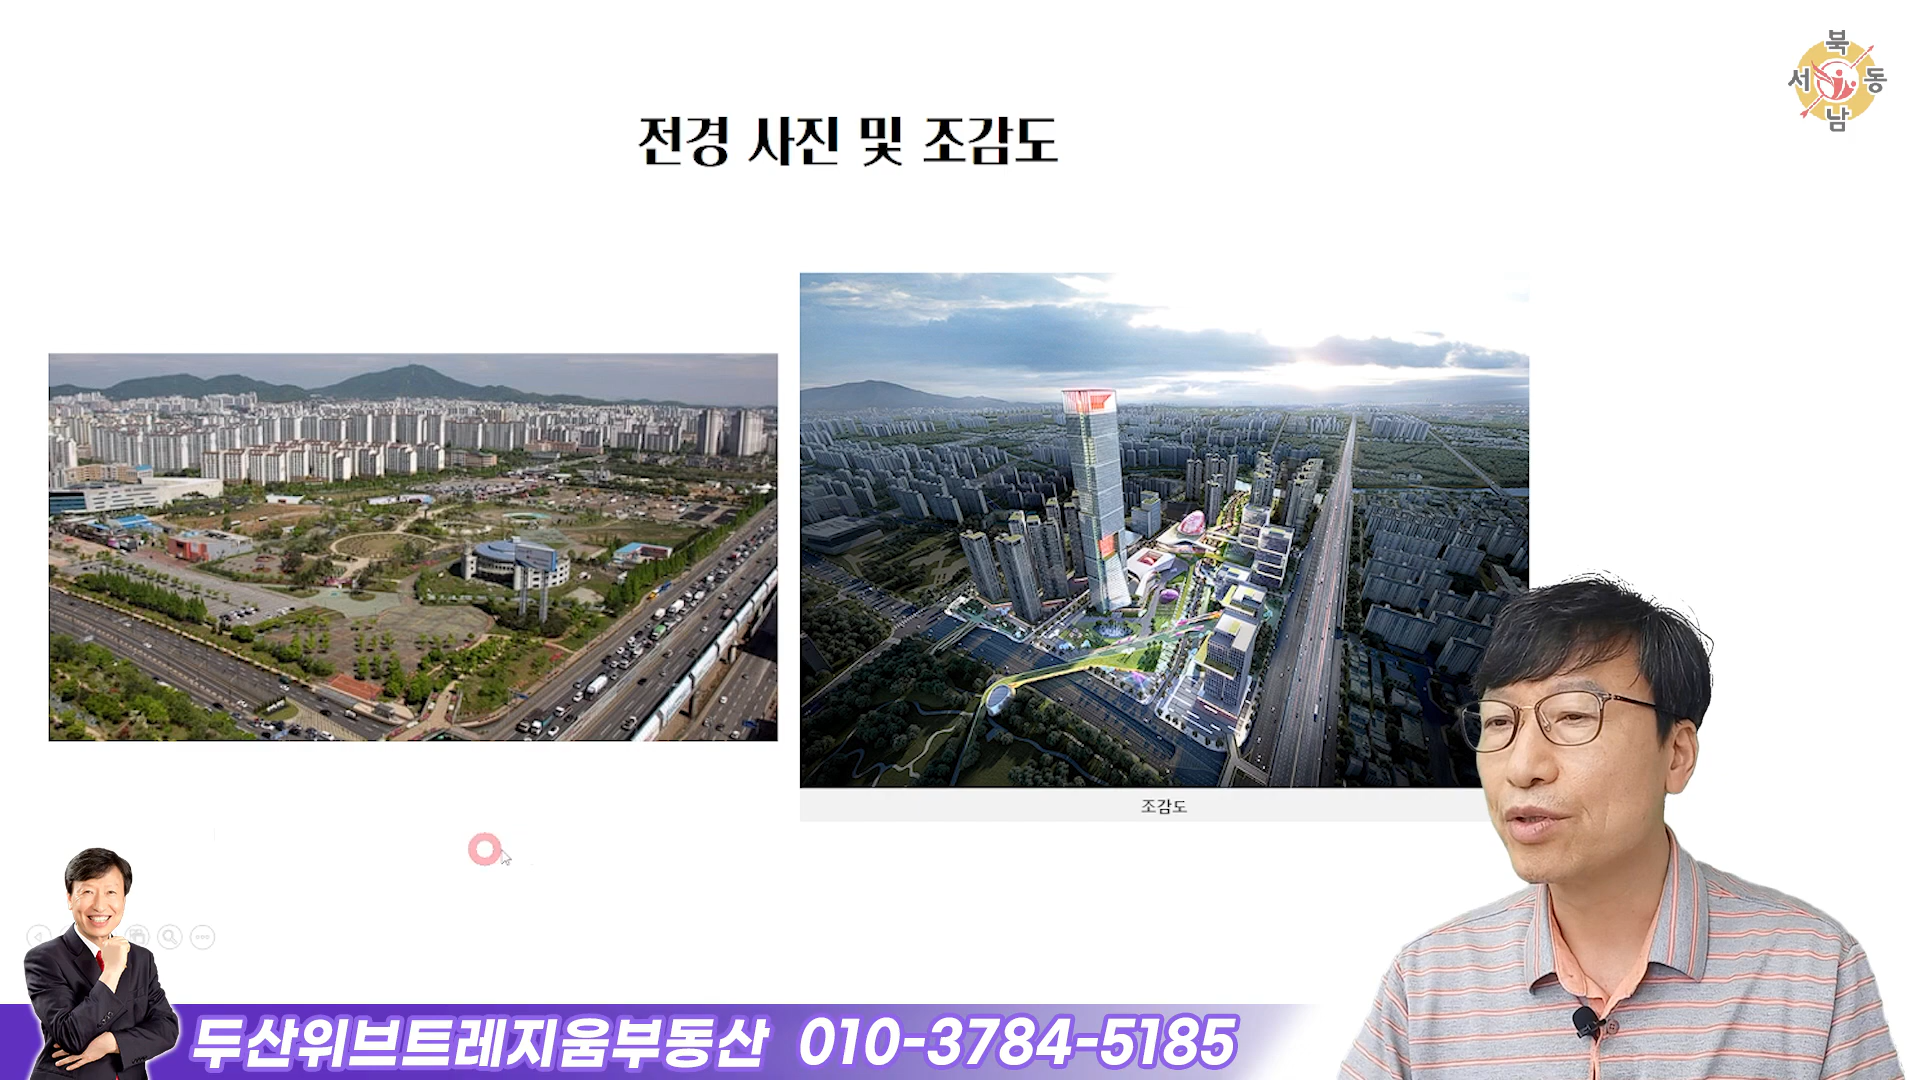 북
서 동
남
전경 사진 및 조감도
조감도
두산위브트레지움부동산 010-3784-5185